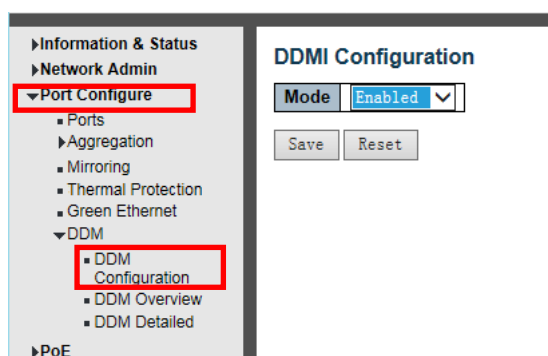 Information & Status
Network Admin
Port Configure
Ports
Aggregation
Mirroring
Thermal Protection
Green Ethernet
DDM
DDM
Configuration
DDM Overview
DDM Detailed
PoE
DDMI Configuration
Mode Enabled
Save Reset